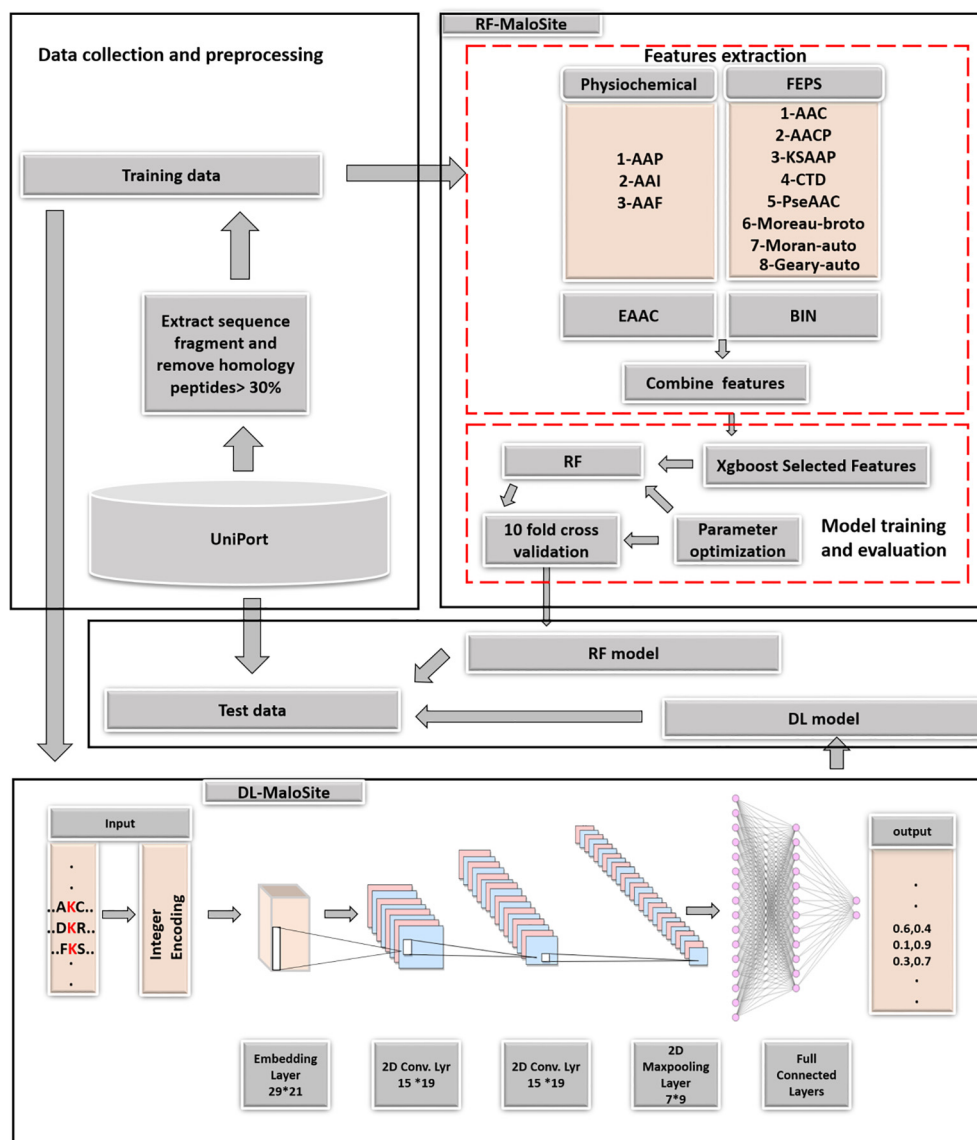 Data collection and preprocessing
Training data
Extract sequence
fragment and
remove homology
peptides> 30%
UniPort
RF-MaloSite
Features extraction
Physiochemical
1-AAP
2-AAI
3-AAF
FEPS
1-AAC
2-AACP
3-KSAAP
4-CTD
5-PseAAC
6-Moreau-broto
7-Moran-auto
8-Geary-auto
EAAC
BIN
Combine features
RF
Xgboost Selected Features
10 fold cross
validation
Parameter
optimization
Model training
and evaluation
RF model
Test data
DL model
DL-MaloSite
Input
.
.
..AKC..
..DKR..
..FKS..
.
Integer
Encoding
output
.
.
0.6,0.4
0.1,0.9
0.3,0.7
.
.
Embedding
Layer
29*21
2D Conv. Lyr
15 *19
2D Conv. Lyr
15 *19
2D
Maxpooling
Layer
7*9
Full
Connected
Layers